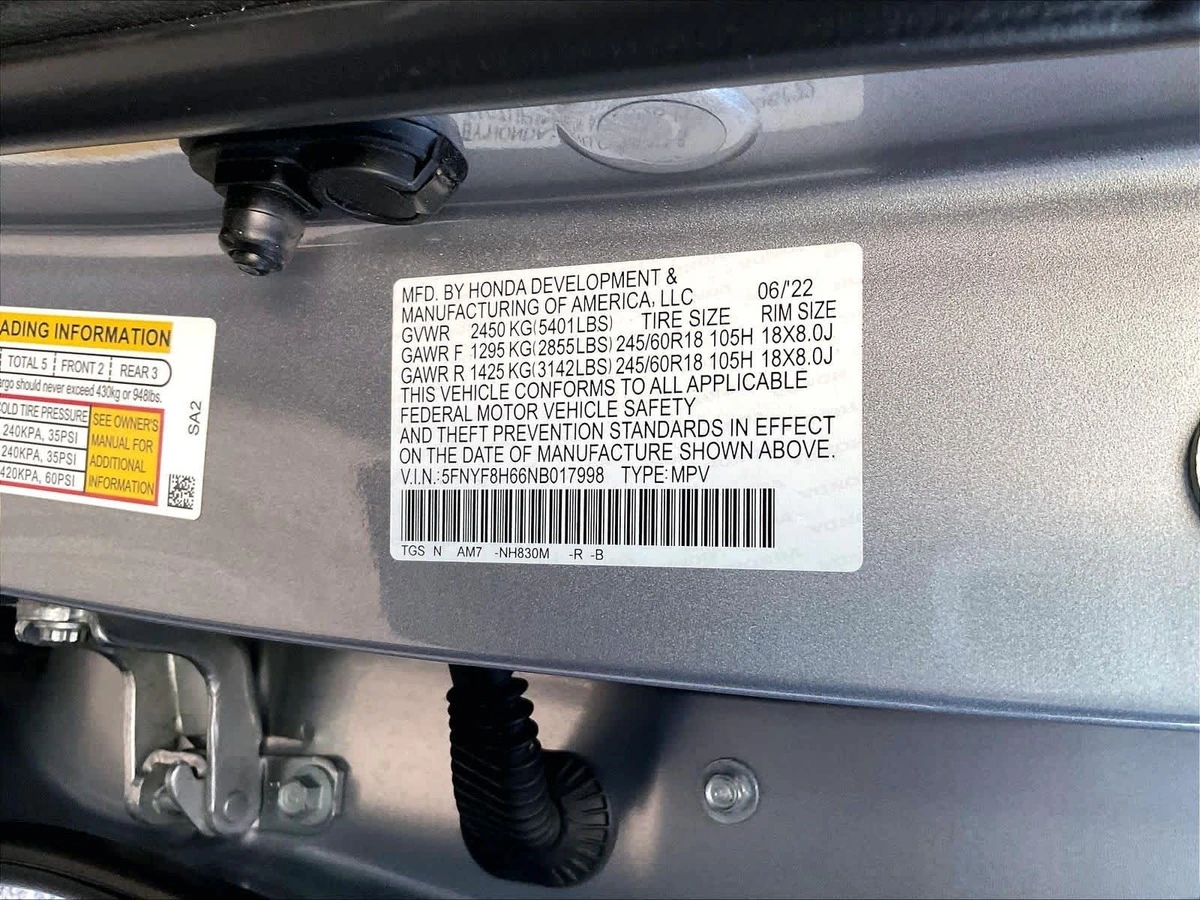 ADING INFORMATION
TOTAL 5 FRONT 2 REAR 3
argo should never exceed 430kg or 948lbs.
OLD TIRE PRESSURE
240KPA, 35PSI
240KPA, 35PSI
420KPA, 60PSI
SEE OWNER'S
MANUAL FOR
ADDITIONAL
INFORMATION
SA2
MFD. BY HONDA DEVELOPMENT &
MANUFACTURING OF AMERICA, LLC 06/'22
GVWR 2450 KG(5401LBS) TIRE SIZE RIM SIZE
GAWR F 1295 KG(2855LBS) 245/60R18 105H 18X8.0J
GAWR R 1425 KG(3142LBS) 245/60R18 105H 18X8.0J
THIS VEHICLE CONFORMS TO ALL APPLICABLE
FEDERAL MOTOR VEHICLE SAFETY
AND THEFT PREVENTION STANDARDS IN EFFECT
ON THE DATE OF MANUFACTURE SHOWN ABOVE.
V.I.N.: 5FNYF8H66NB017998 TYPE: MPV
TGS N AM7 -NH830M -R -B